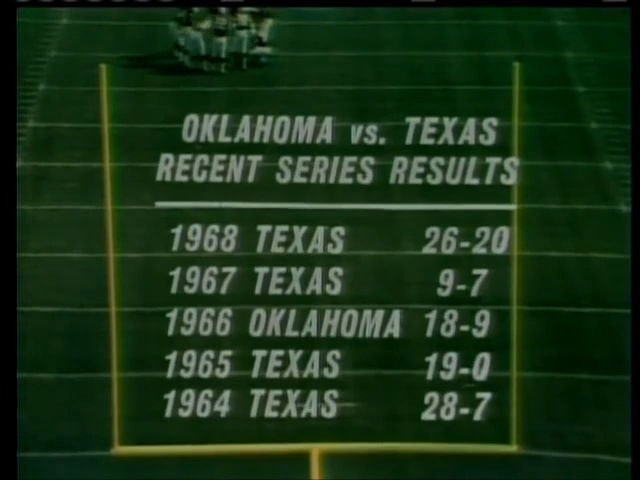 OKLAHOMA vs. TEXAS
RECENT SERIES RESULTS
1968 TEXAS 26-20
1967 TEXAS 9-7
1966 OKLAHOMA 18-9
1965 TEXAS 19-0
1964 TEXAS 28-7